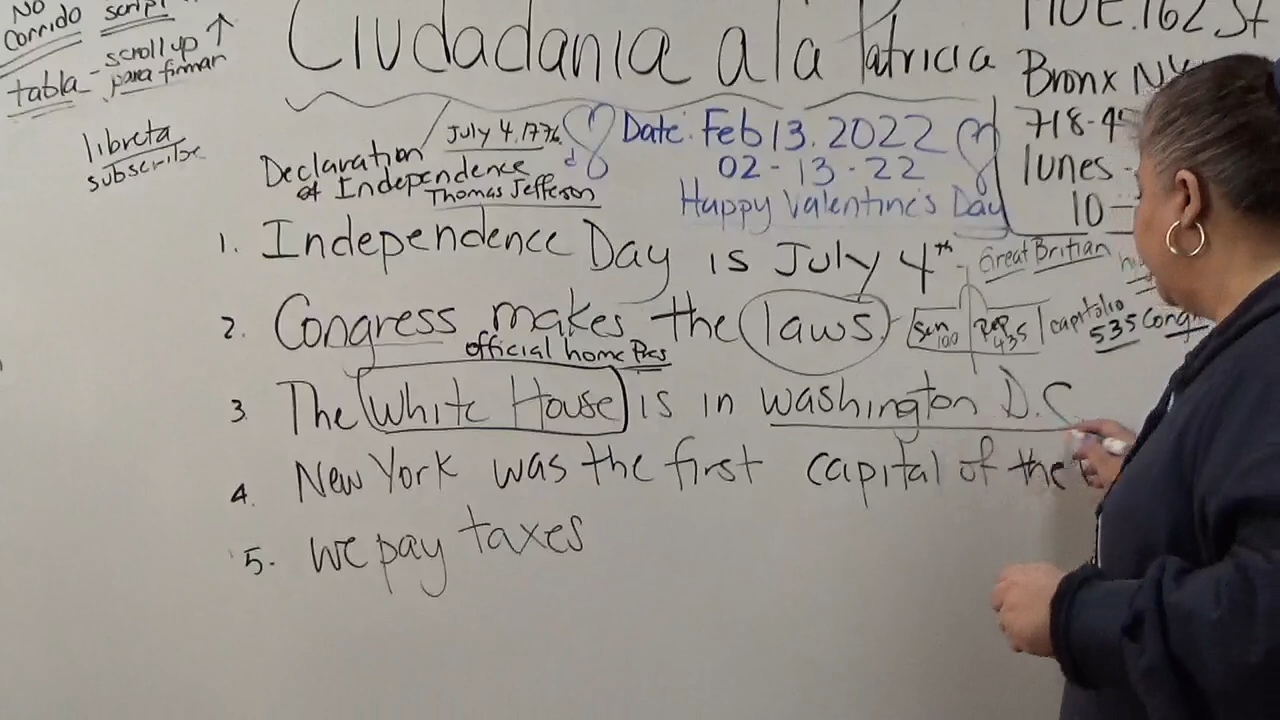 No script
Corrido
tabla - scroll up ↑
para firmar
libreta
subscribe
Ciudadania a la Patricia
Bronx NY
718-4
lunes -
10
Declaration / July 4, 1776
of Independence
Thomas Jefferson
Date: Feb 13. 2022
02-13-22
Happy Valentine's Day
1. Independence Day is July 4th - Great Britian
2. Congress makes the laws. Sen 100 Rep 435 capitolio 535 Cong
official home Pres
3. The White House is in washington D.C
4. New York was the first capital of the
5. we pay taxes